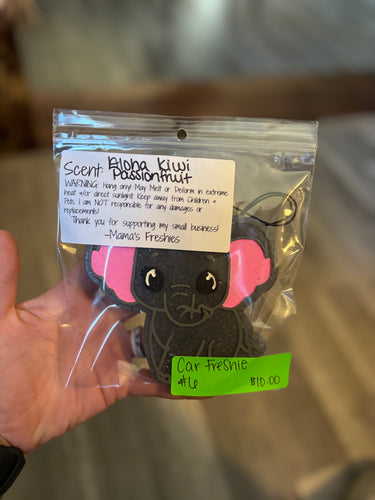 Scent: Aloha Kiwi
Passionfruit
WARNING: Hang only! May Melt or Deform in extreme
heat +/or direct sunlight. Keep away from Children +
Pets. I am NOT responsible for any damages or
replacements!
Thank you for supporting my small business!
-Mama's Freshies
Car-Freshie
#6 $10.00